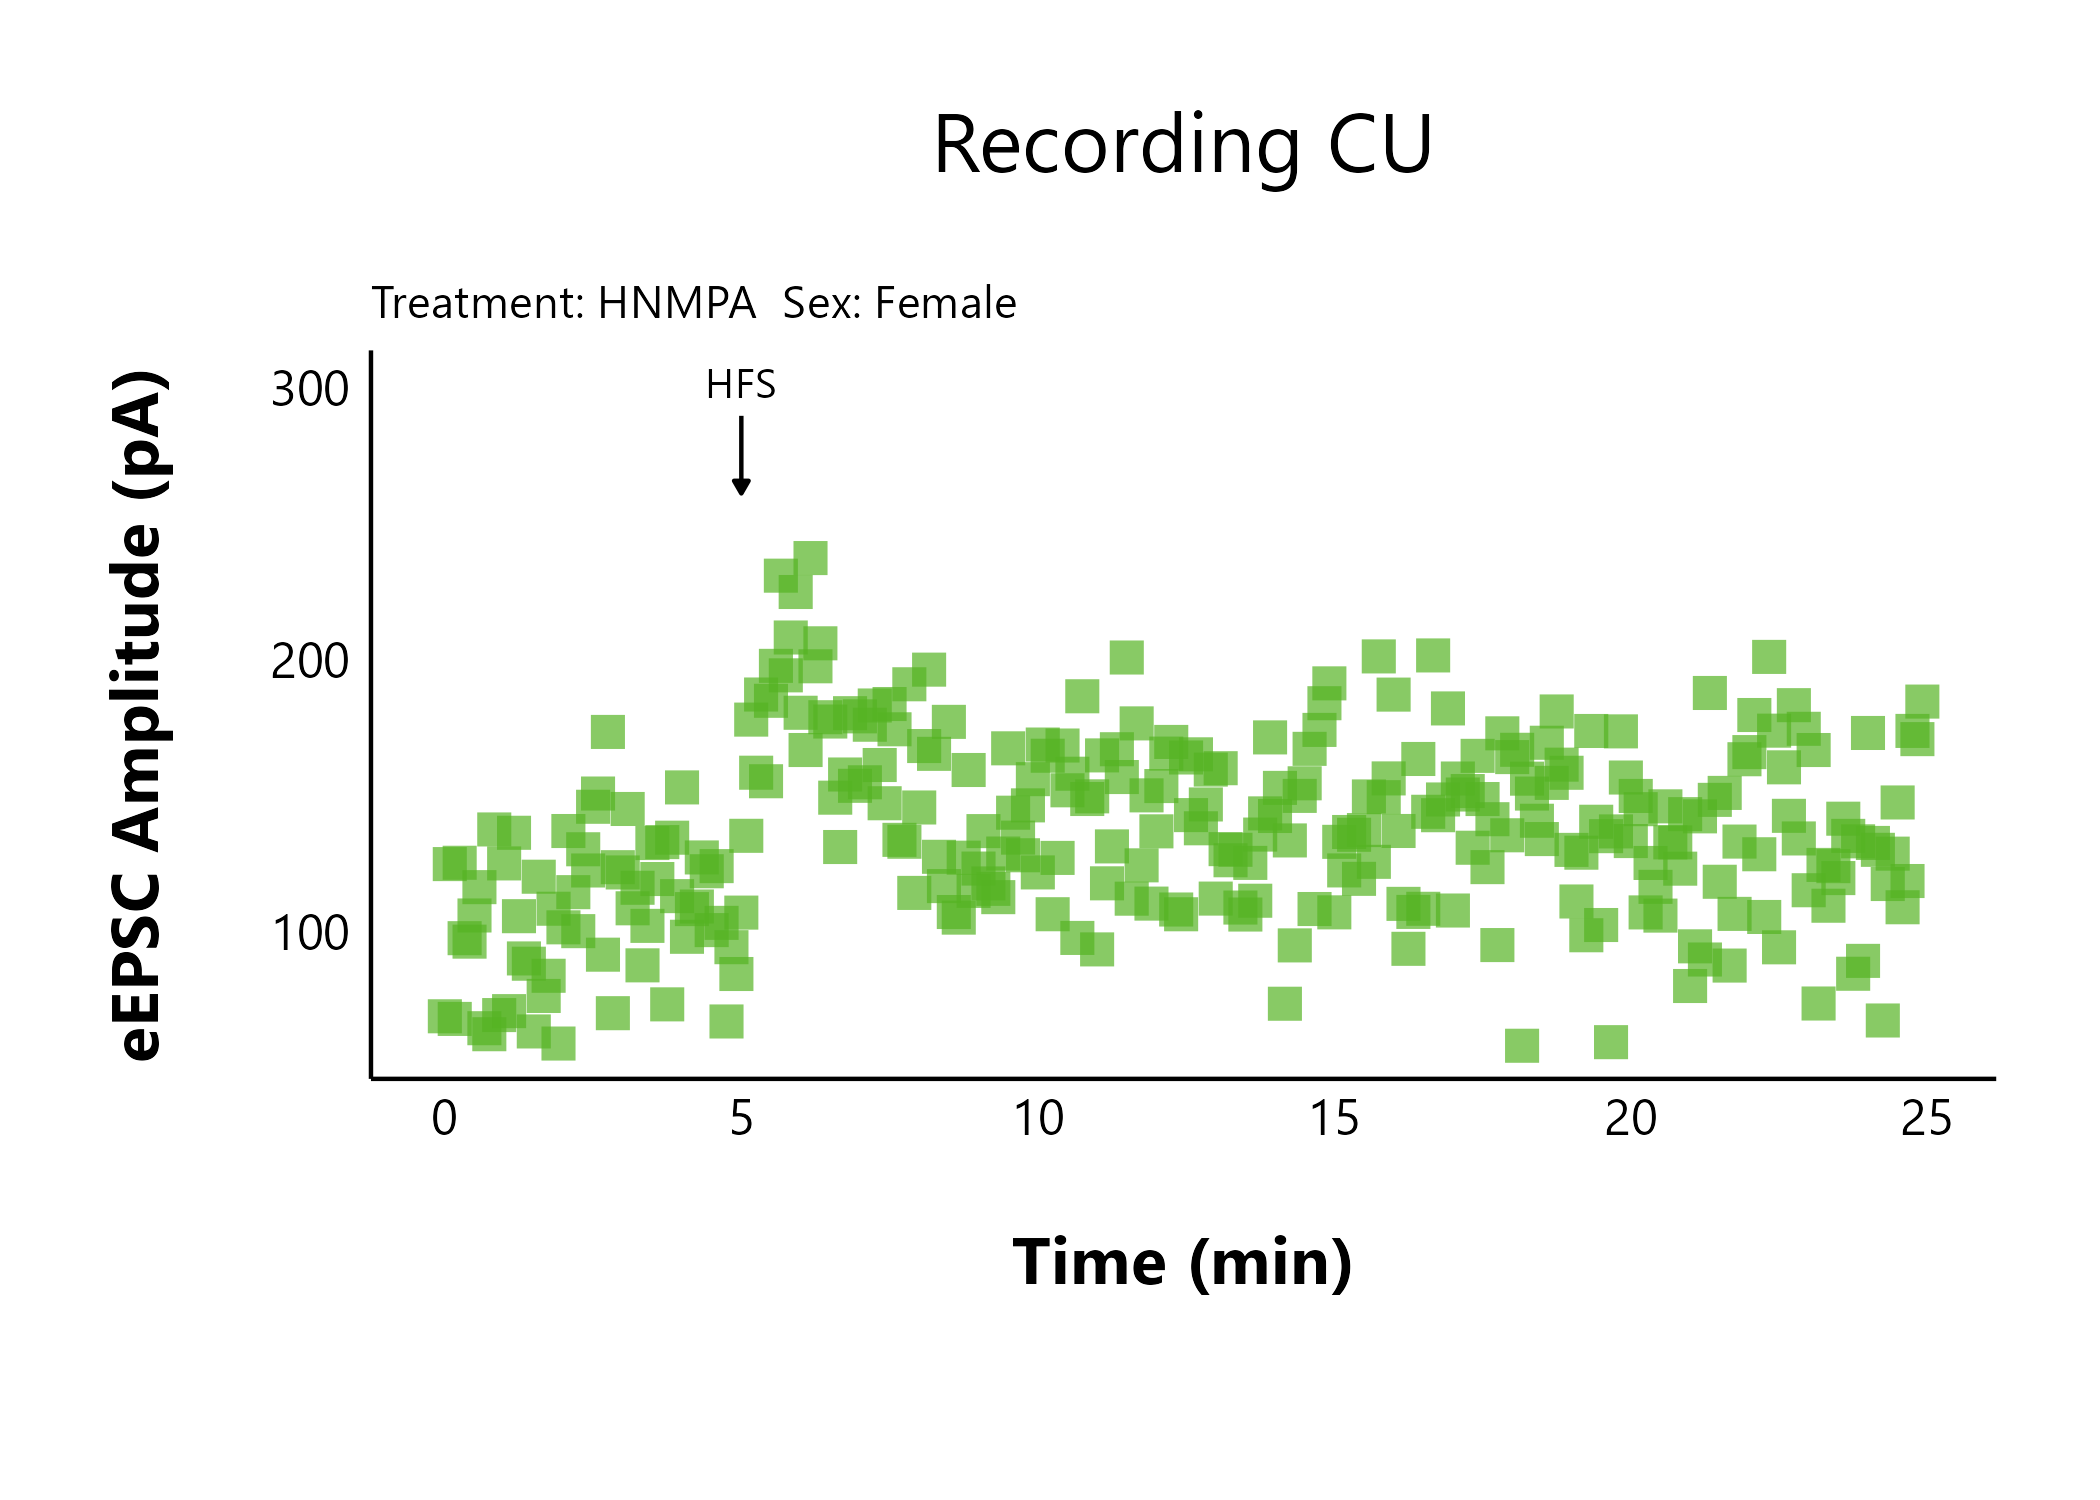 Recording CU
Treatment: HNMPA  Sex: Female
HFS
eEPSC Amplitude (pA)
300
200
100
0 5 10 15 20 25
Time (min)